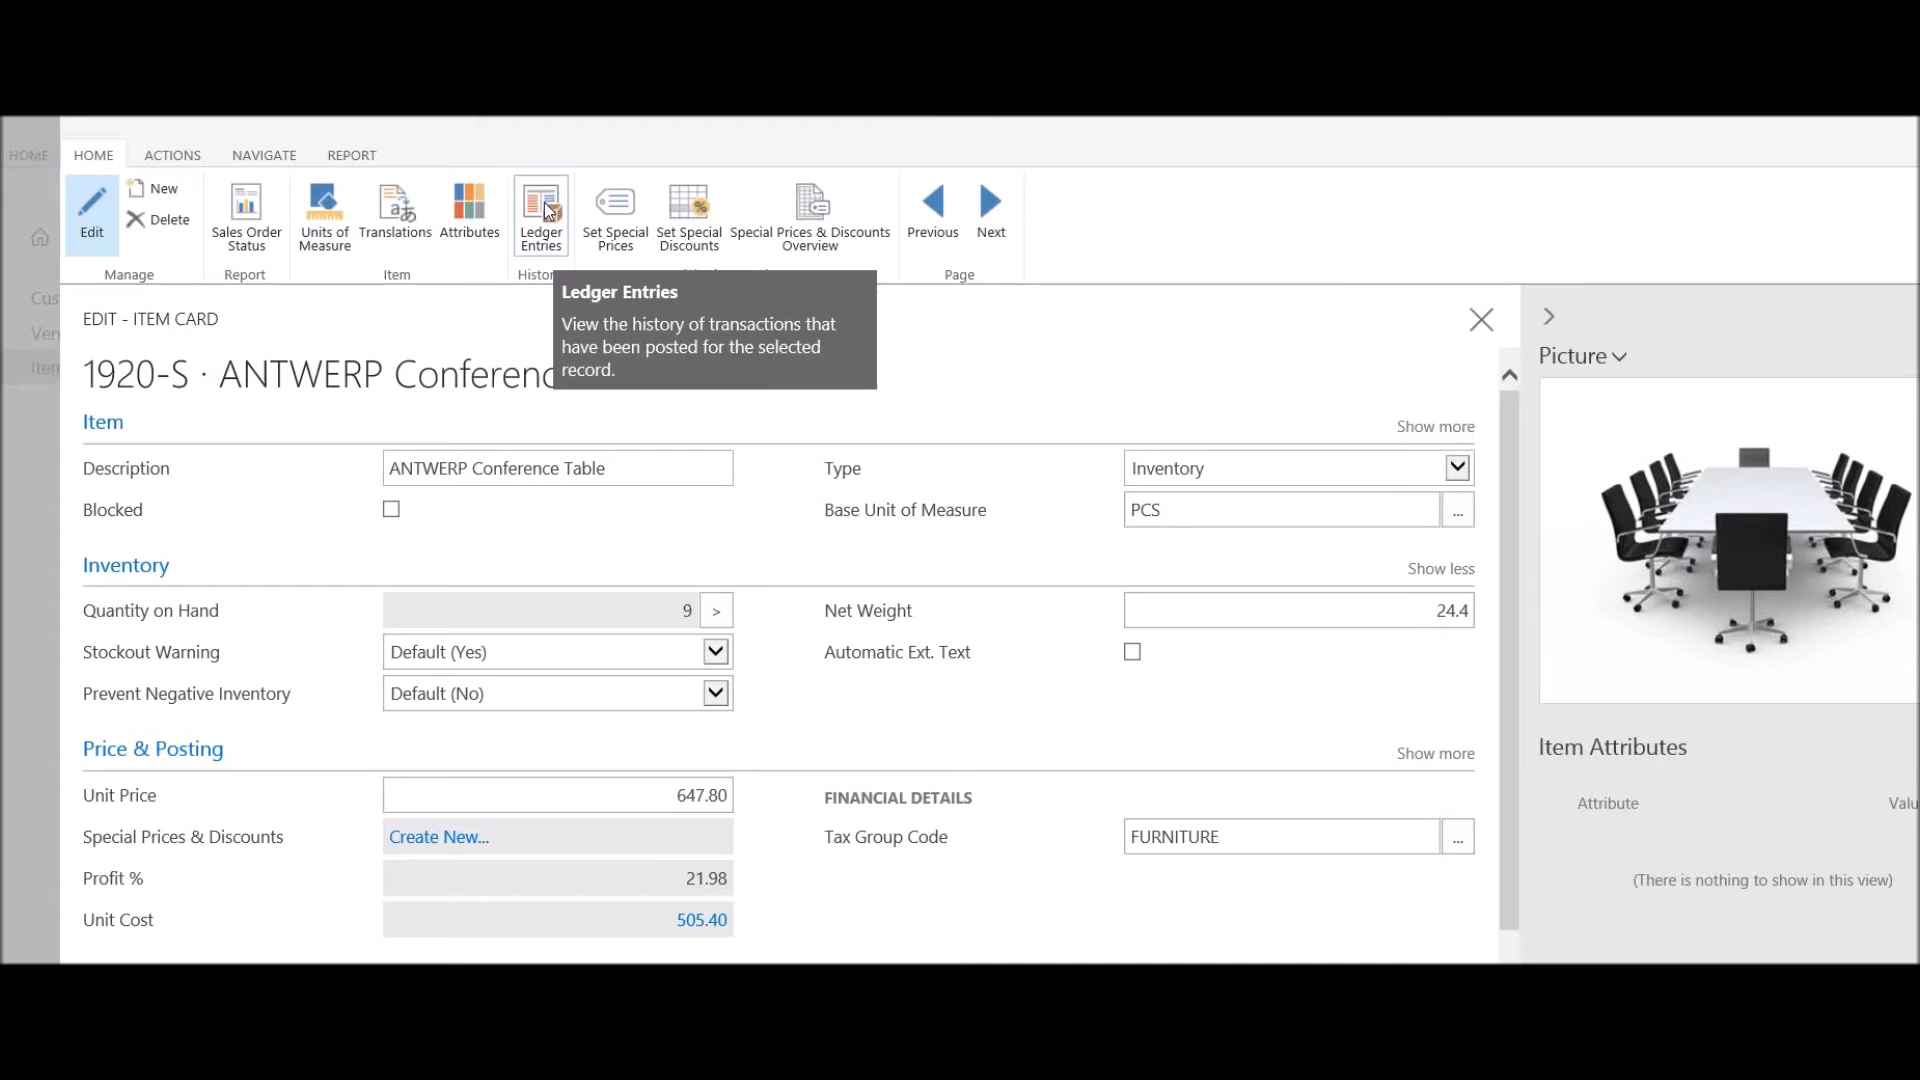 HOME
HOME
ACTIONS
NAVIGATE
REPORT
Edit
New
Delete
Manage
Sales Order
Status
Report
Units of
Measure
Translations
Attributes
Item
Ledger
Entries
Histor
Set Special
Prices
Set Special
Discounts
Special Prices & Discounts
Overview
Previous
Next
Page
Cus
Ven
Item
Ledger Entries
View the history of transactions that
have been posted for the selected
record.
EDIT - ITEM CARD
1920-S · ANTWERP Conferenc
Item
Show more
Description
ANTWERP Conference Table
Type
Inventory
Blocked
Base Unit of Measure
PCS
...
Inventory
Show less
Quantity on Hand
9
>
Net Weight
24.4
Stockout Warning
Default (Yes)
Automatic Ext. Text
Prevent Negative Inventory
Default (No)
Price & Posting
Show more
Unit Price
647.80
FINANCIAL DETAILS
Special Prices & Discounts
Create New...
Tax Group Code
FURNITURE
...
Profit %
21.98
Unit Cost
505.40
Picture
Item Attributes
Attribute
Valu
(There is nothing to show in this view)